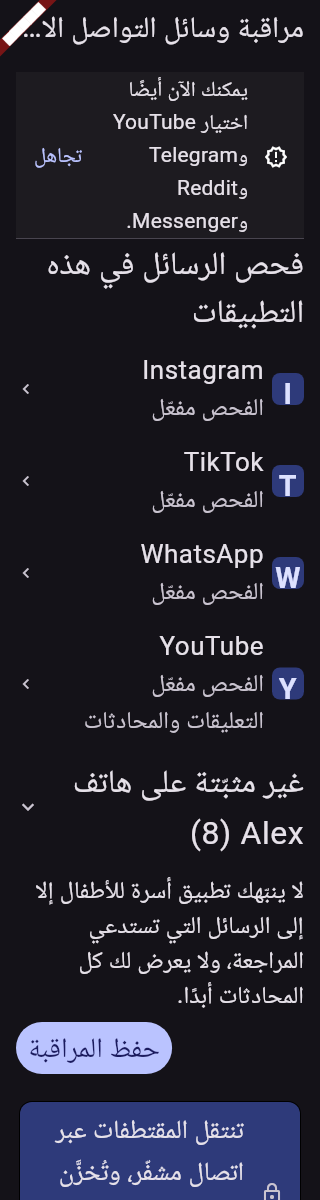 مراقبة وسائل التواصل الا...
يمكنك الآن أيضًا
اختيار YouTube
وTelegram
وReddit
وMessenger.
تجاهل
فحص الرسائل في هذه
التطبيقات
I
Instagram
الفحص مفعّل
T
TikTok
الفحص مفعّل
W
WhatsApp
الفحص مفعّل
Y
YouTube
الفحص مفعّل
التعليقات والمحادثات
غير مثبّتة على هاتف
Alex (8)
لا ينبّهك تطبيق أسرة للأطفال إلا
إلى الرسائل التي تستدعي
المراجعة، ولا يعرض لك كل
المحادثات أبدًا.
حفظ المراقبة
تنتقل المقتطفات عبر
اتصال مشفّر، وتُخزَّن